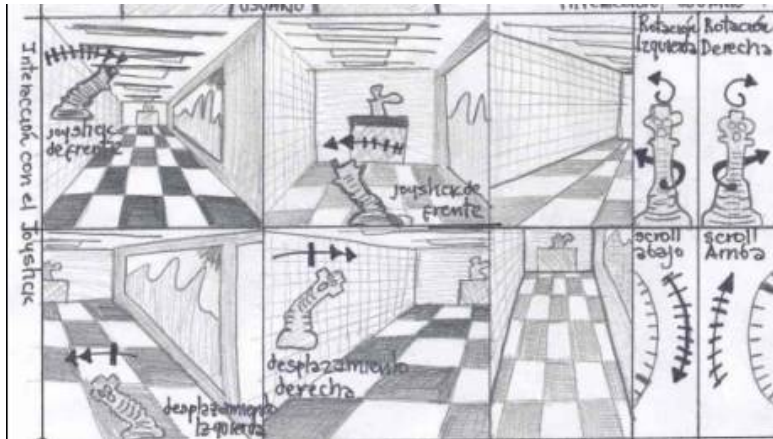 USUARIO
Interacción con el Joystick
joystick
de frente
joystick de
frente
Rotación
Izquierda
Rotación
Derecha
desplazamiento
Izquierda
desplazamiento
derecha
scroll
abajo
scroll
Arriba